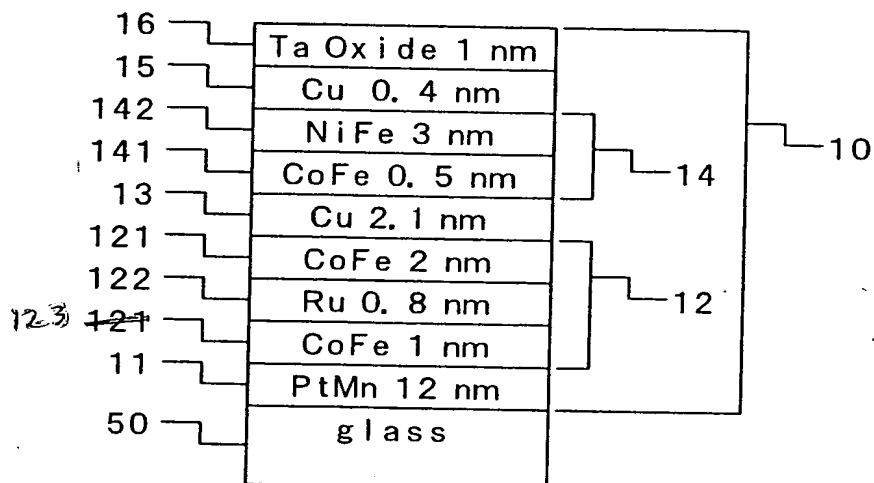 16 Ta Oxide 1 nm
15 Cu 0.4 nm
142 NiFe 3 nm
10
141 CoFe 0.5 nm 14
13 Cu 2.1 nm
121 CoFe 2 nm
122 Ru 0.8 nm 12
123 121 CoFe 1 nm
11 PtMn 12 nm
50 glass